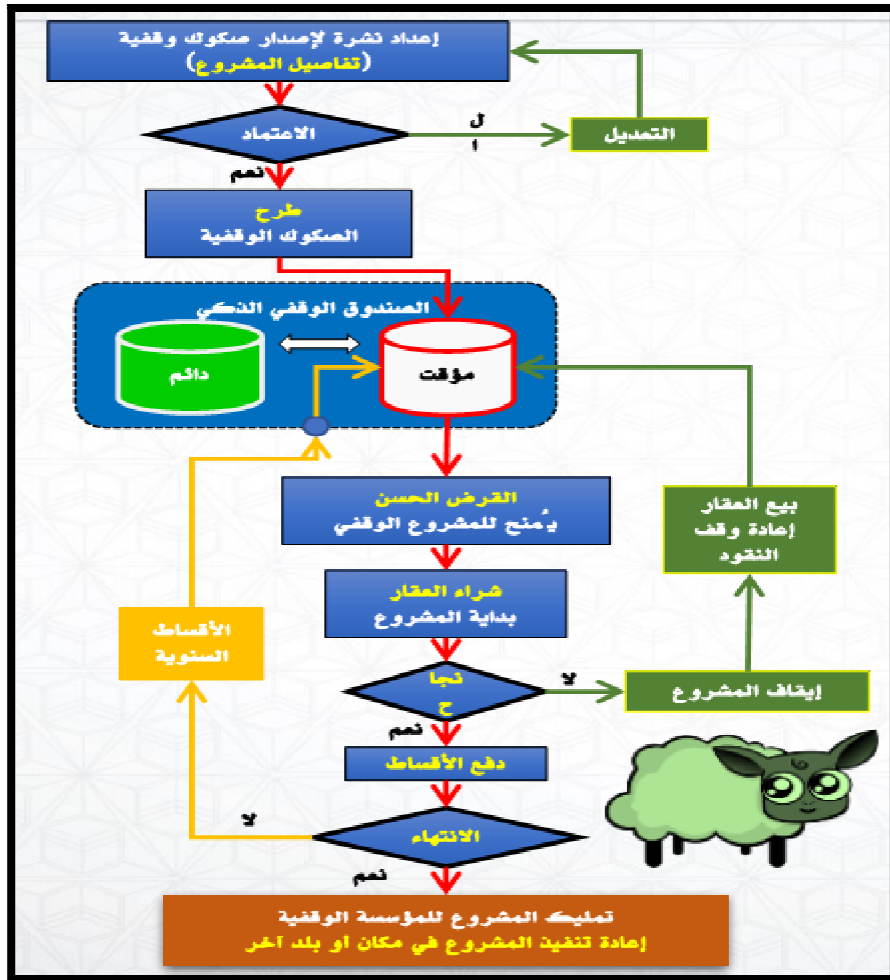 إعداد نشرة لإصدار صكوك وقفية
(تفاصيل المشروع)
الاعتماد
ل
ا
التعديل
نعم
طرح
الصكوك الوقفية
الصندوق الوقفي الذكي
دائم
مؤقت
القرض الحسن
يُمنح للمشروع الوقفي
بيع العقار
إعادة وقف
النقود
شراء العقار
بداية المشروع
الأقساط
السنوية
نجا
ح
لا
إيقاف المشروع
نعم
دفع الأقساط
الانتهاء
لا
نعم
تمليك المشروع للمؤسسة الوقفية
إعادة تنفيذ المشروع في مكان أو بلد آخر